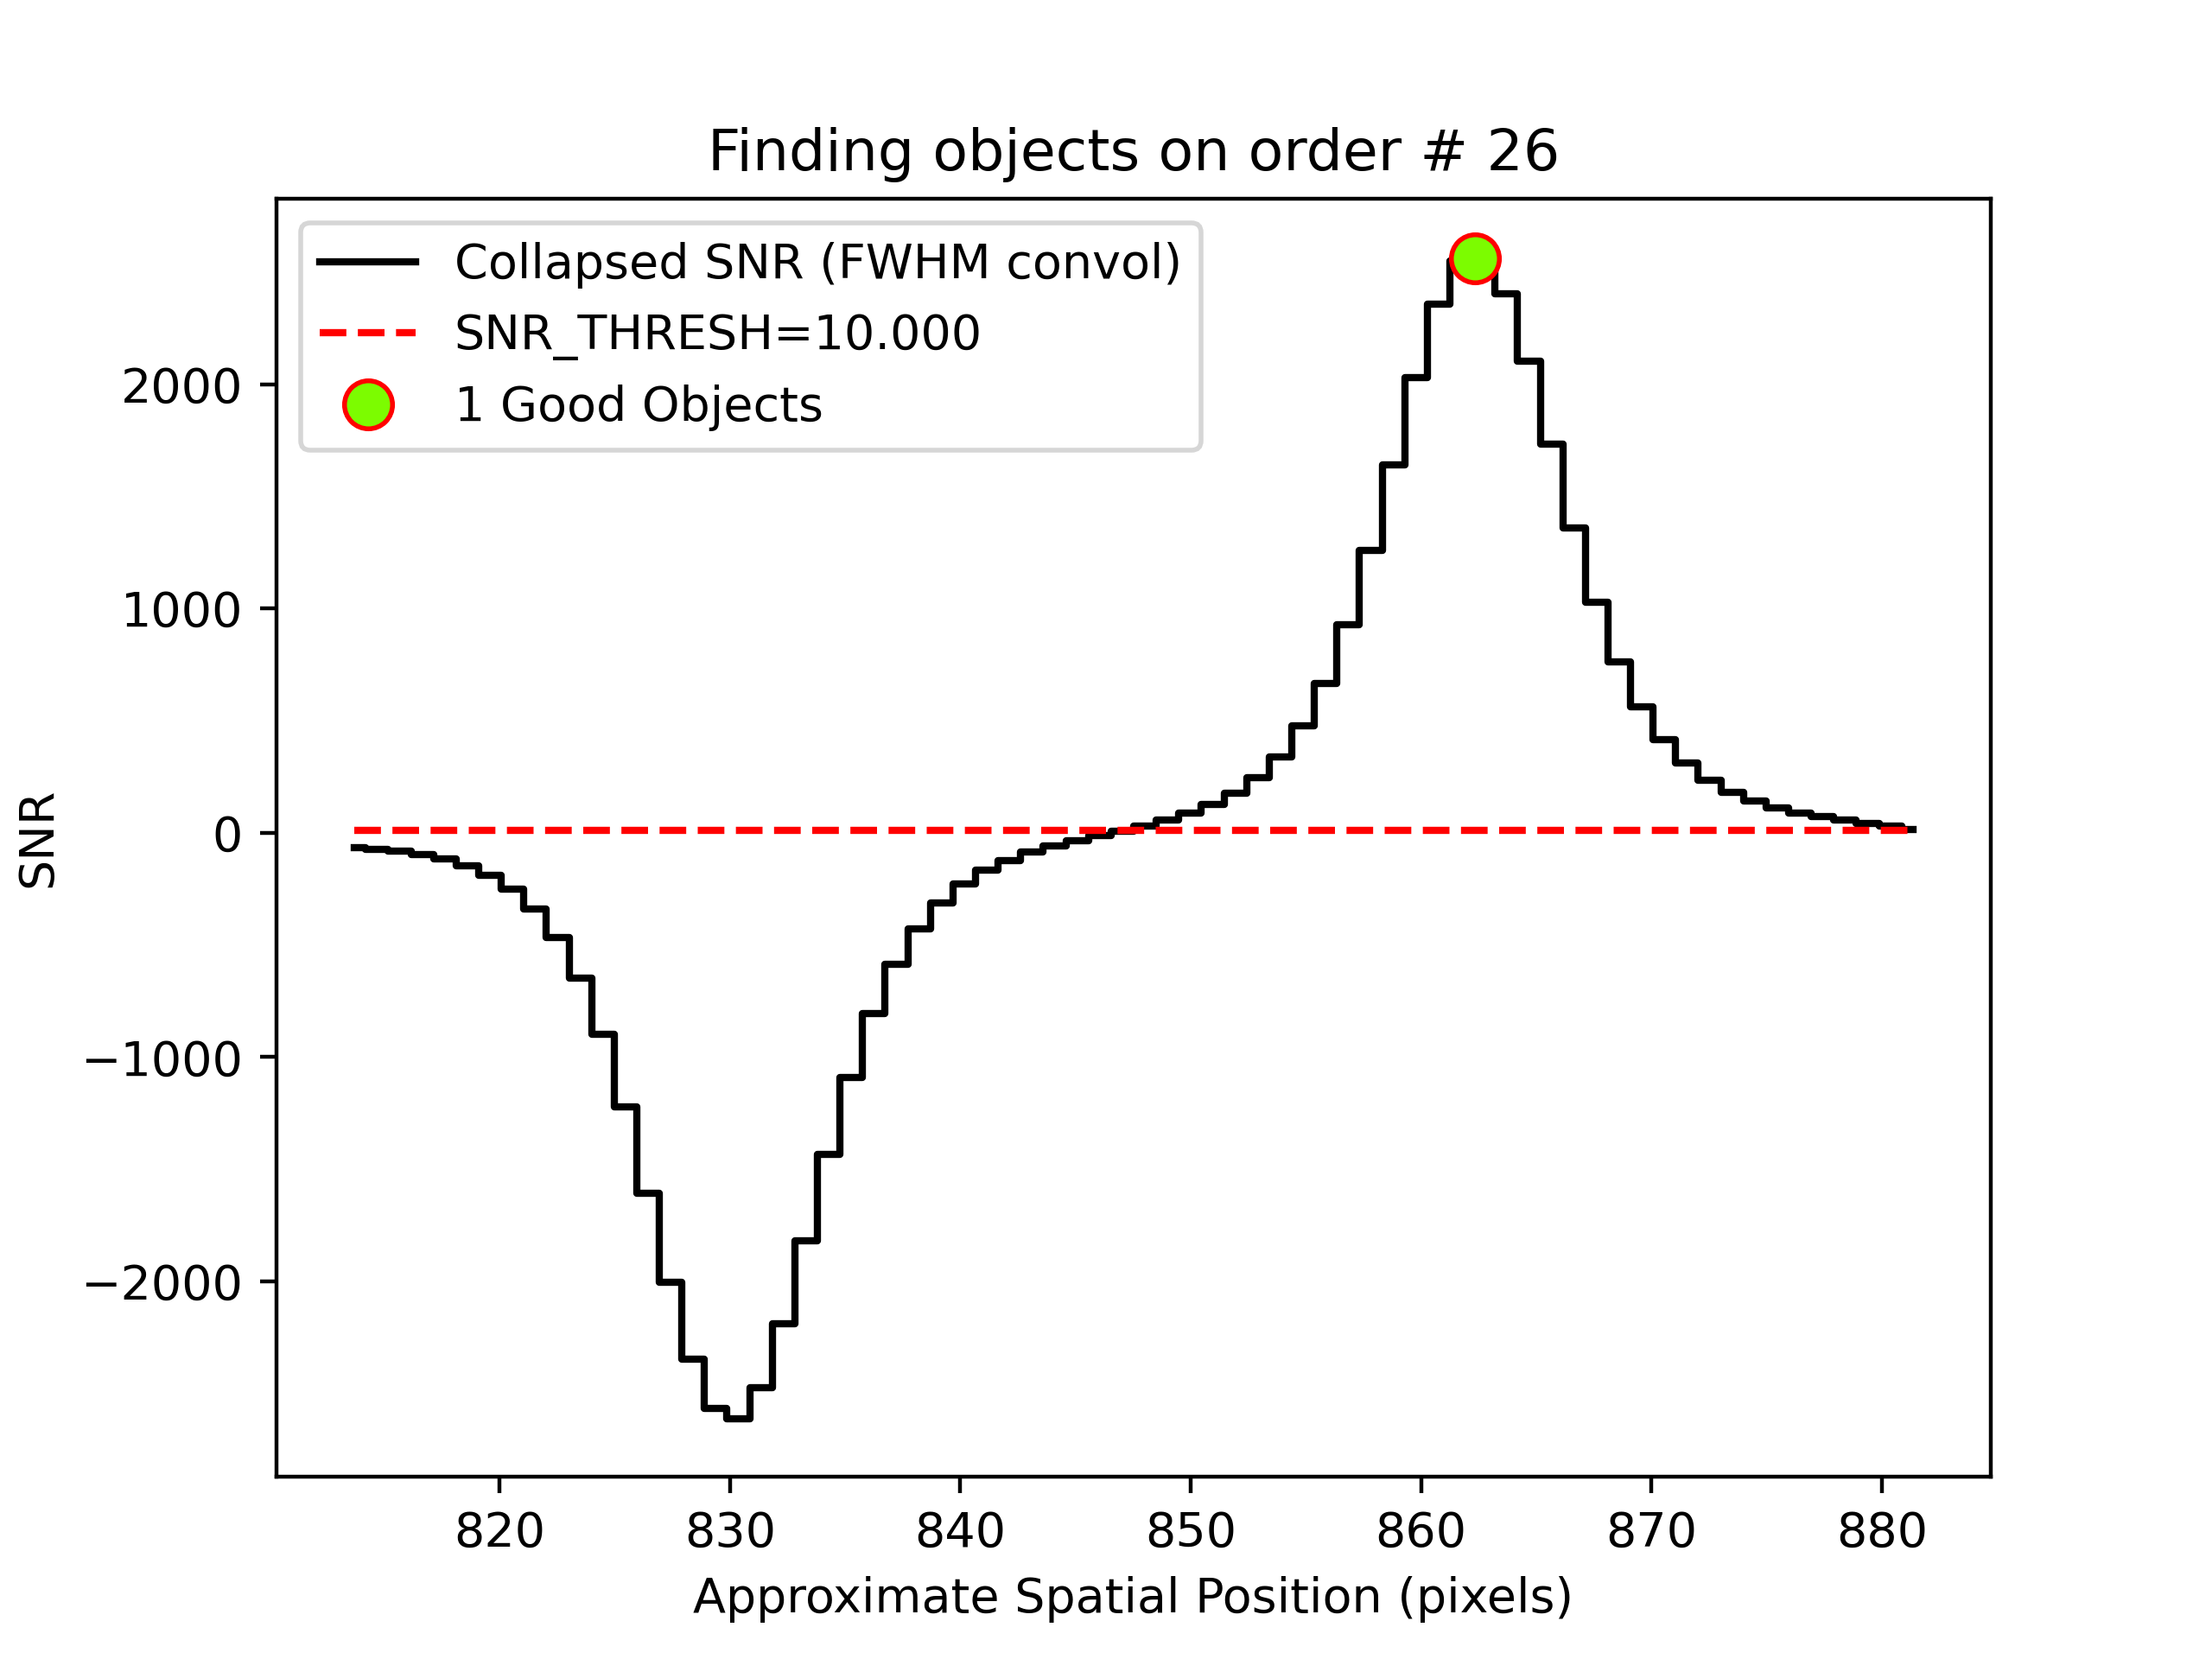 Finding objects on order # 26
Collapsed SNR (FWHM convol)
SNR_THRESH=10.000
1 Good Objects
2000
1000
0
−1000
−2000
SNR
820 830 840 850 860 870 880
Approximate Spatial Position (pixels)